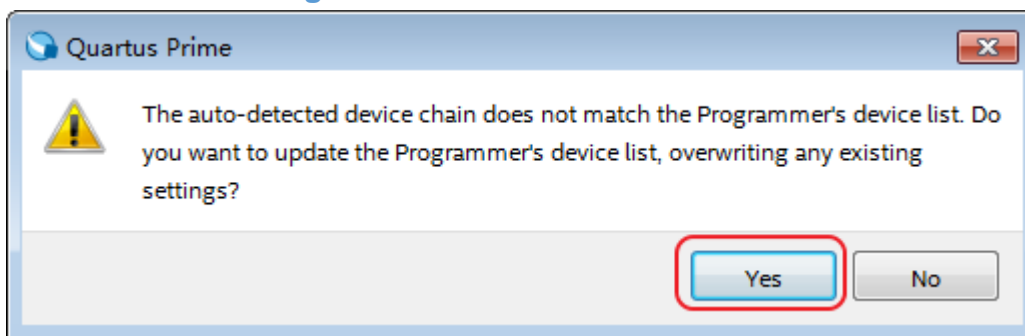 Quartus Prime
The auto-detected device chain does not match the Programmer's device list. Do
you want to update the Programmer's device list, overwriting any existing
settings?
Yes No